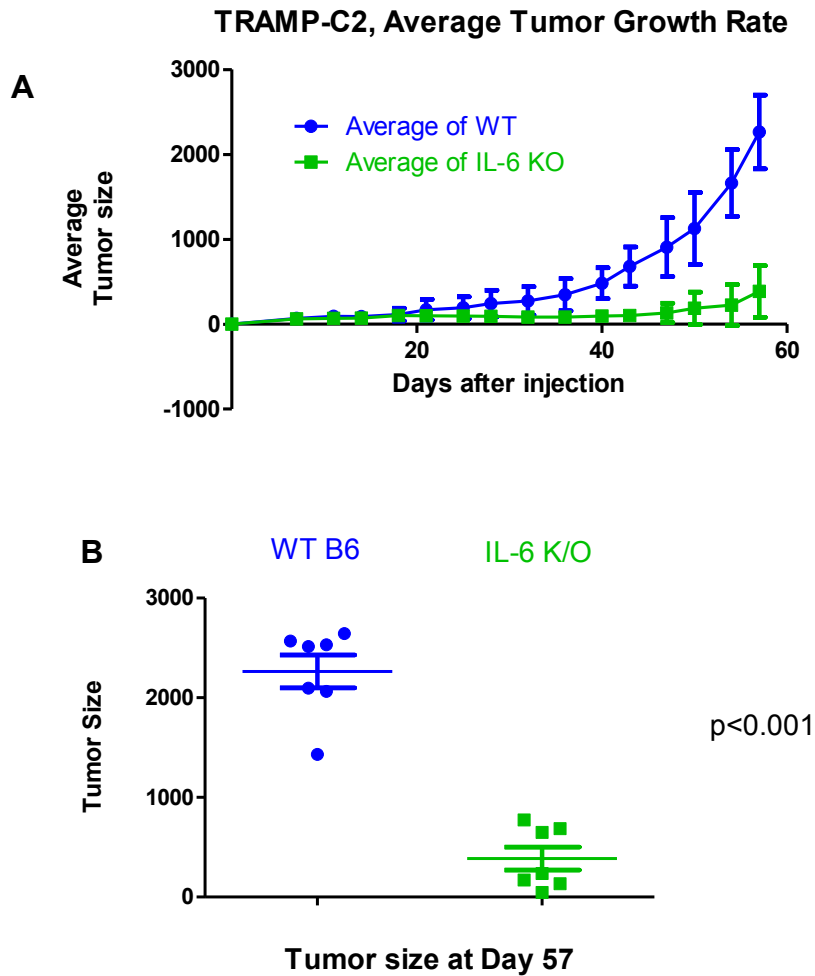 TRAMP-C2, Average Tumor Growth Rate
A
3000
2000
1000
0
-1000
Average
Tumor size
Average of WT
Average of IL-6 KO
20
40
60
Days after injection
B
WT B6
IL-6 K/O
3000
2000
1000
0
Tumor Size
p<0.001
Tumor size at Day 57